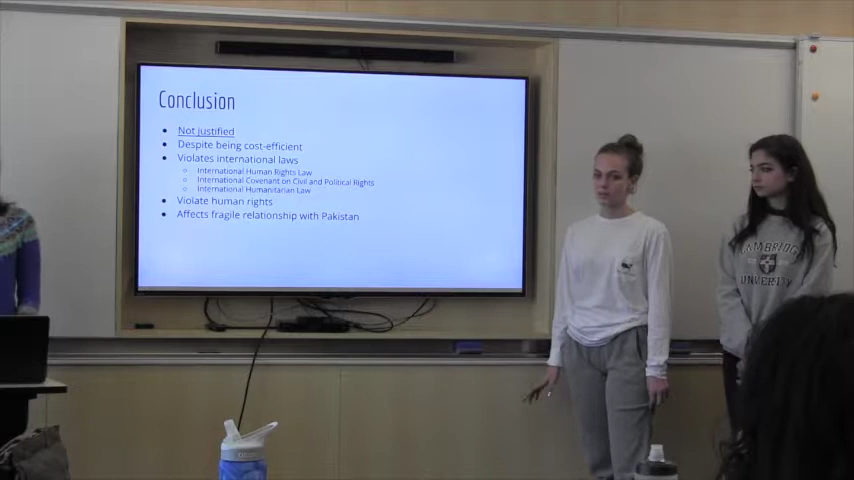 Conclusion
Not justified
Despite being cost-efficient
Violates international laws
International Human Rights Law
International Covenant on Civil and Political Rights
International Humanitarian Law
Violate human rights
Affects fragile relationship with Pakistan
CAMBRIDGE
UNIVERSITY